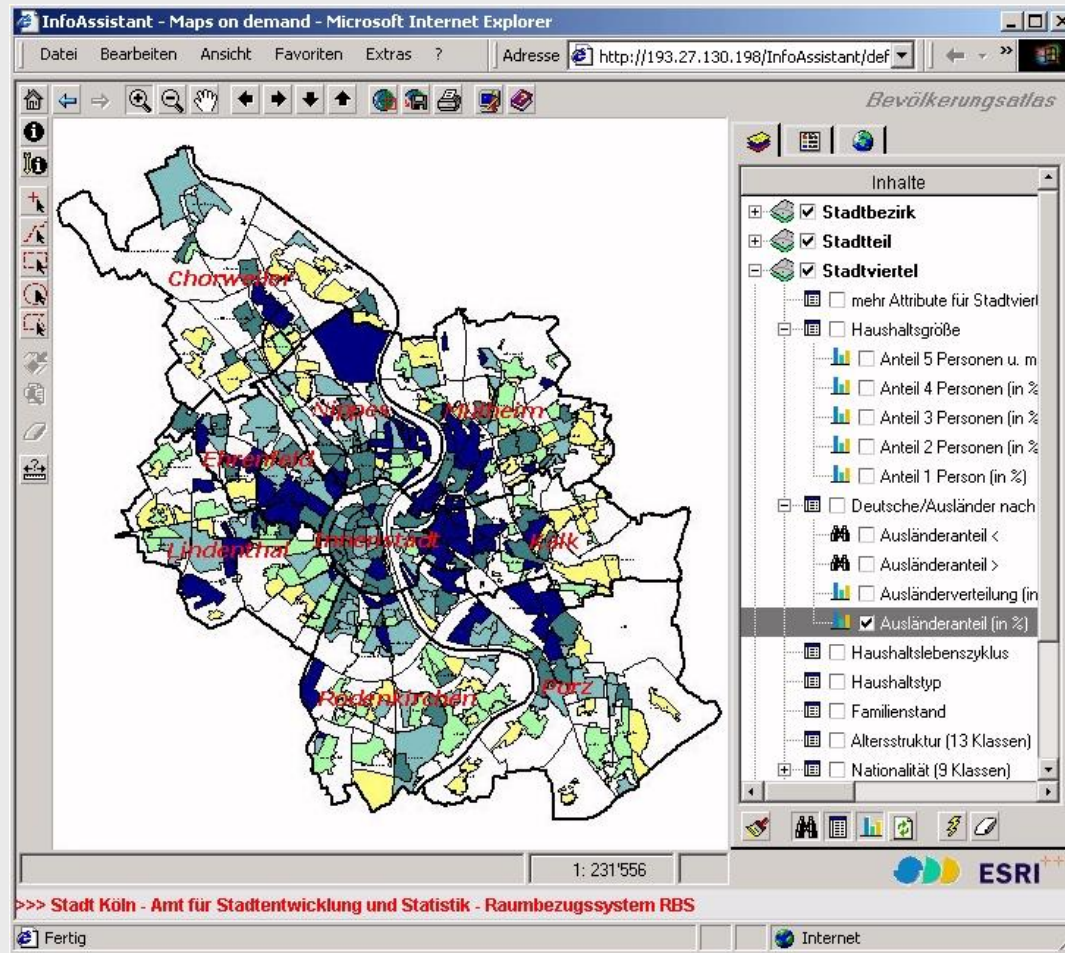 InfoAssistant - Maps on demand - Microsoft Internet Explorer
Datei Bearbeiten Ansicht Favoriten Extras ? Adresse http://193.27.130.198/InfoAssistant/def
Bevölkerungsatlas
Inhalte
Stadtbezirk
Stadtteil
Stadtviertel
mehr Attribute für Stadtviert
Haushaltsgröße
Anteil 5 Personen u. m
Anteil 4 Personen (in %
Anteil 3 Personen (in %
Anteil 2 Personen (in %
Anteil 1 Person (in %)
Deutsche/Ausländer nach
Ausländeranteil <
Ausländeranteil >
Ausländerverteilung (in
Ausländeranteil (in %)
Haushaltslebenszyklus
Haushaltstyp
Familienstand
Altersstruktur (13 Klassen)
Nationalität (9 Klassen)
Chorweiler
Nippes
Mülheim
Ehrenfeld
Lindenthal
Innenstadt
Kalk
Rodenkirchen
Porz
1: 231'556
ESRI++
>>> Stadt Köln - Amt für Stadtentwicklung und Statistik - Raumbezugssystem RBS
Fertig
Internet